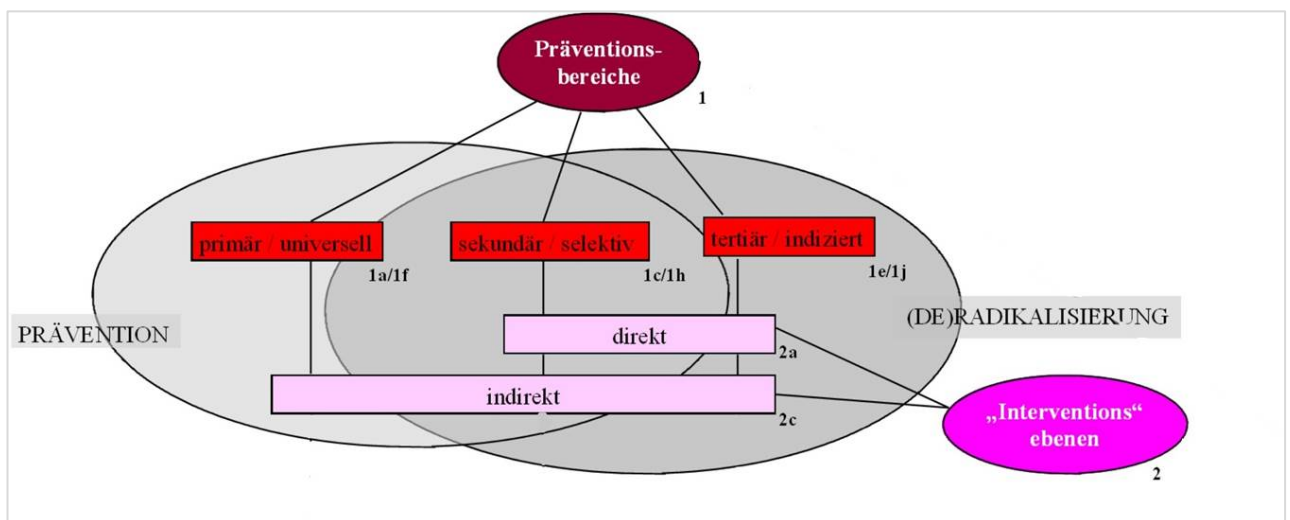 Präventions-
bereiche
1
primär / universell
1a/1f
sekundär / selektiv
1c/1h
tertiär / indiziert
1e/1j
PRÄVENTION
(DE)RADIKALISIERUNG
direkt
2a
indirekt
2c
„Interventions“
ebenen
2